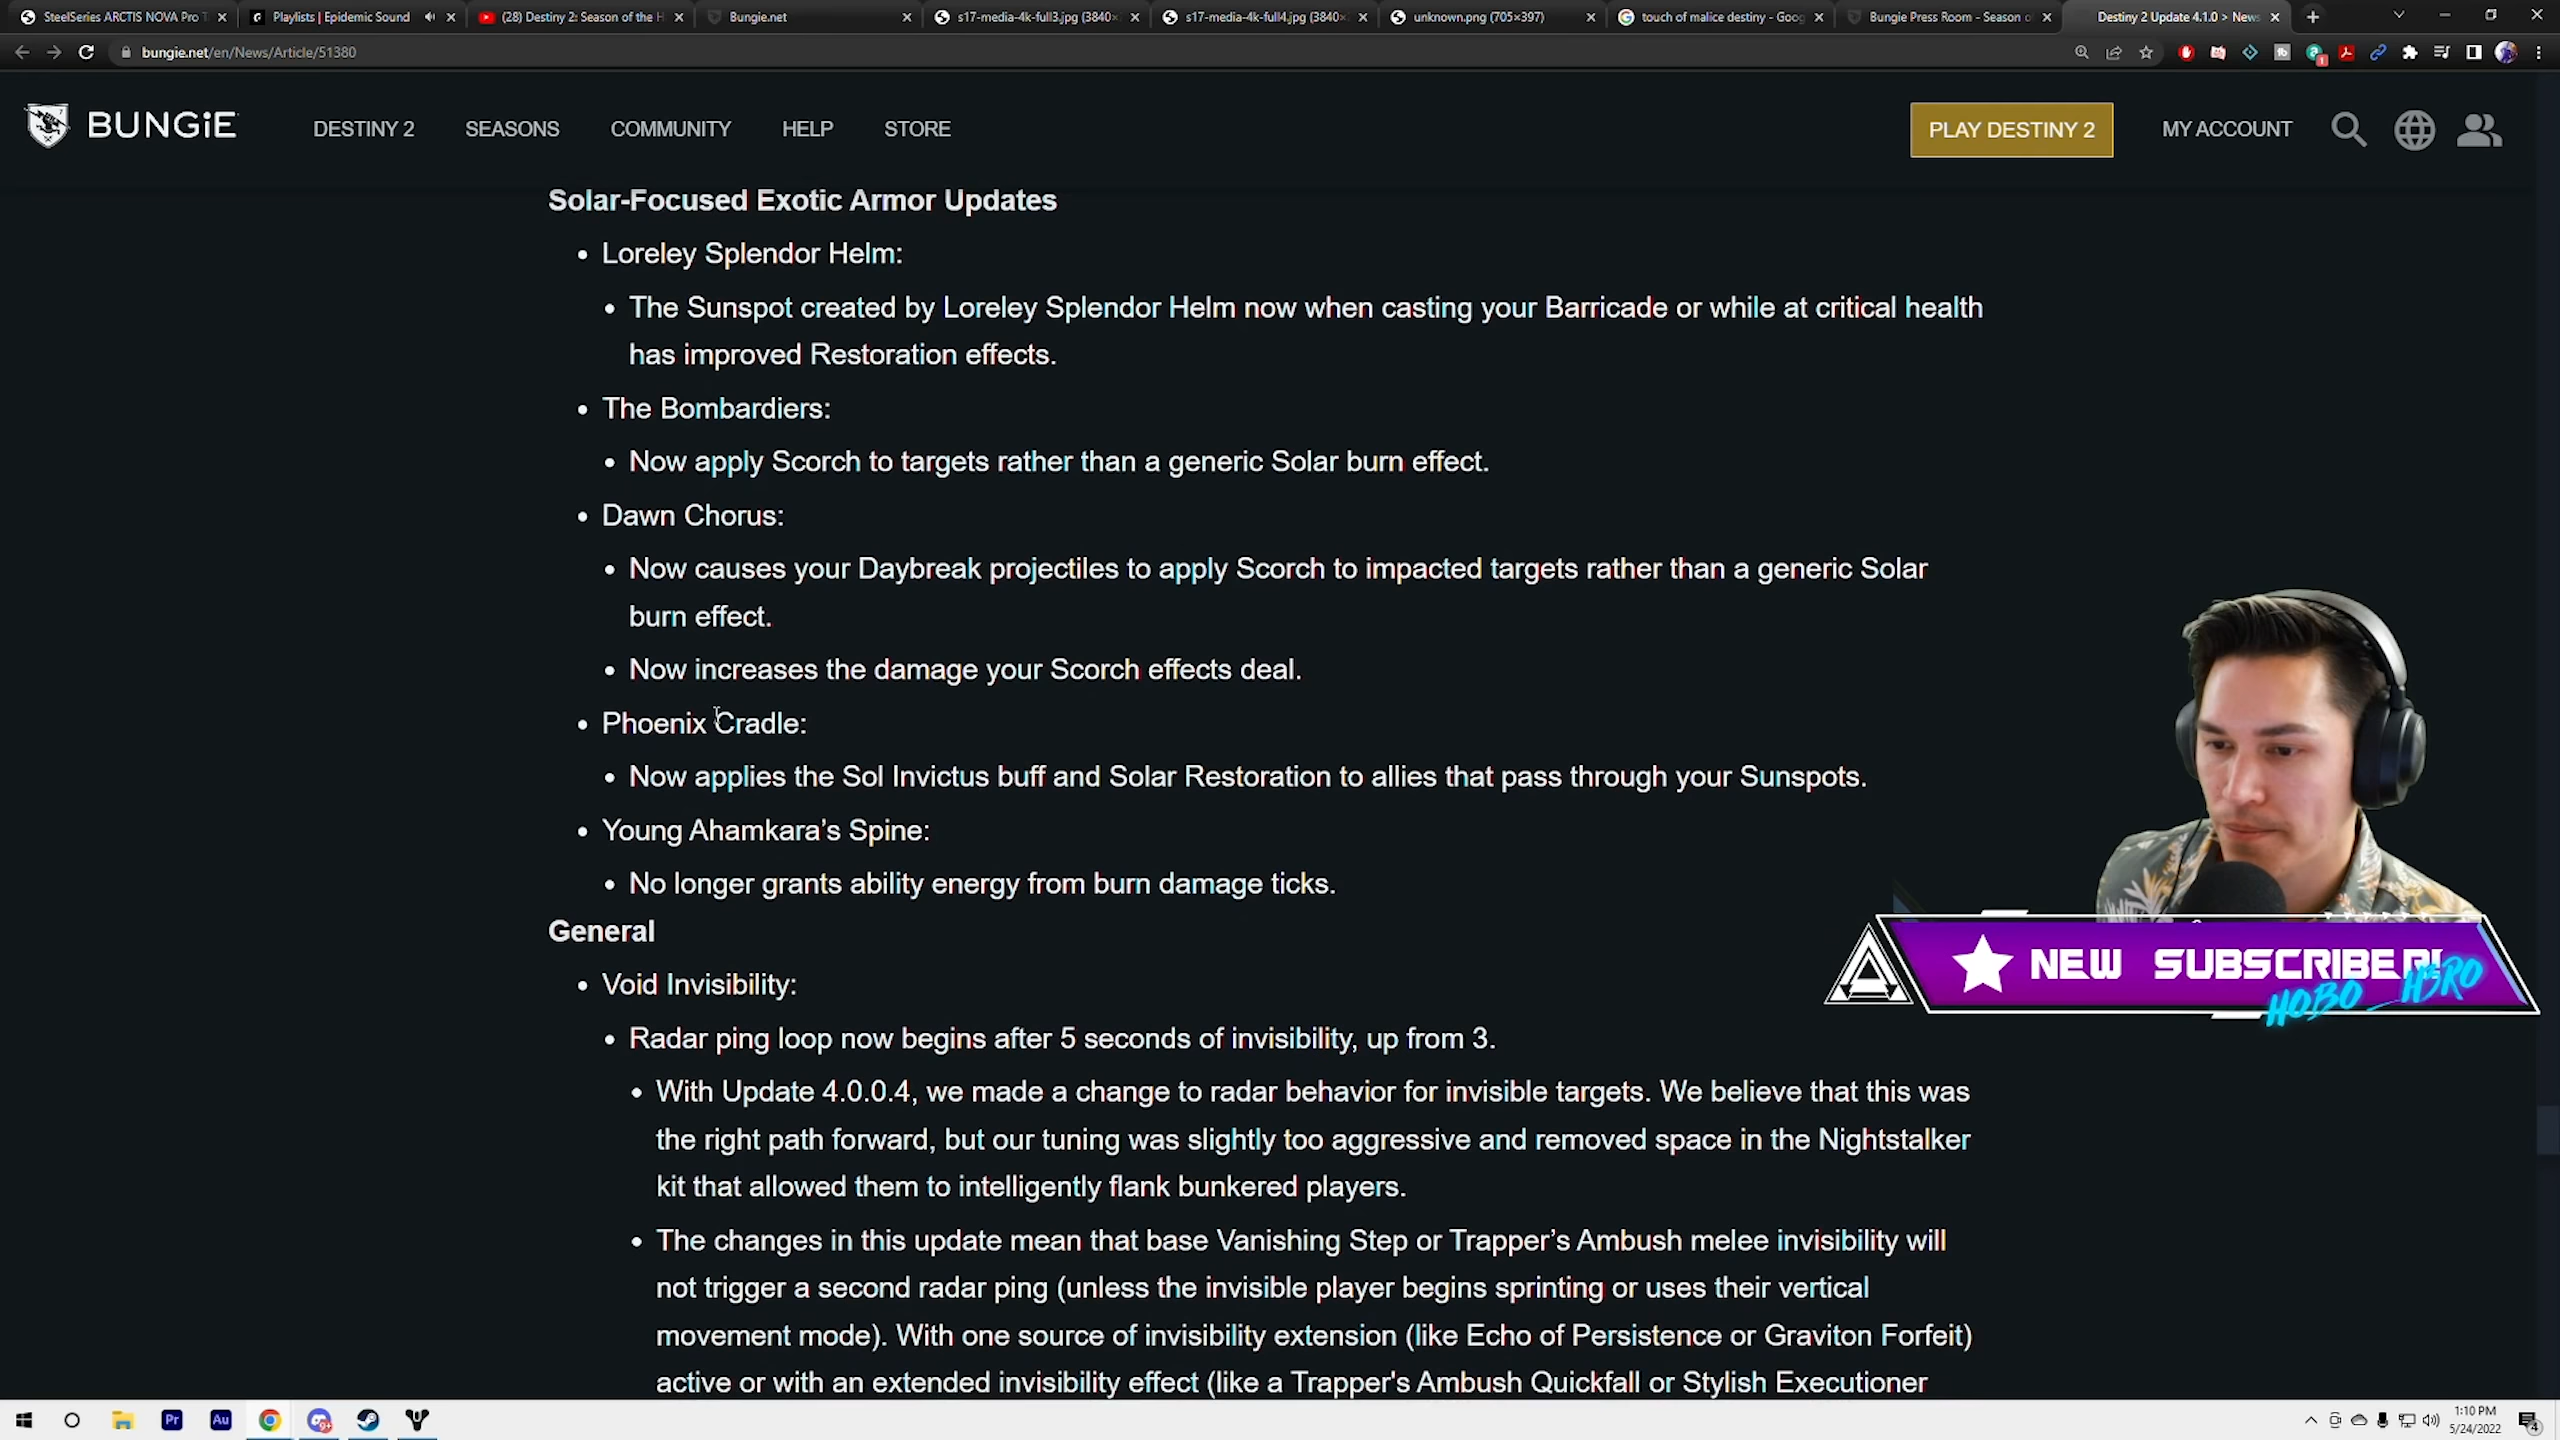 SteelSeries ARCTIS NOVA Pro T
Playlists | Epidemic Sound
(28) Destiny 2: Season of the H
Bungie.net
s17-media-4k-full3.jpg (3840×
s17-media-4k-full4.jpg (3840×
unknown.png (705×397)
touch of malice destiny - Goog
Bungie Press Room - Season o
Destiny 2 Update 4.1.0 > News
bungie.net/en/News/Article/51380
BUNGiE
DESTINY 2
SEASONS
COMMUNITY
HELP
STORE
PLAY DESTINY 2
MY ACCOUNT
Solar-Focused Exotic Armor Updates
• Loreley Splendor Helm:
• The Sunspot created by Loreley Splendor Helm now when casting your Barricade or while at critical health
has improved Restoration effects.
• The Bombardiers:
• Now apply Scorch to targets rather than a generic Solar burn effect.
• Dawn Chorus:
• Now causes your Daybreak projectiles to apply Scorch to impacted targets rather than a generic Solar
burn effect.
• Now increases the damage your Scorch effects deal.
• Phoenix Cradle:
• Now applies the Sol Invictus buff and Solar Restoration to allies that pass through your Sunspots.
• Young Ahamkara's Spine:
• No longer grants ability energy from burn damage ticks.
General
• Void Invisibility:
• Radar ping loop now begins after 5 seconds of invisibility, up from 3.
• With Update 4.0.0.4, we made a change to radar behavior for invisible targets. We believe that this was
the right path forward, but our tuning was slightly too aggressive and removed space in the Nightstalker
kit that allowed them to intelligently flank bunkered players.
• The changes in this update mean that base Vanishing Step or Trapper's Ambush melee invisibility will
not trigger a second radar ping (unless the invisible player begins sprinting or uses their vertical
movement mode). With one source of invisibility extension (like Echo of Persistence or Graviton Forfeit)
active or with an extended invisibility effect (like a Trapper's Ambush Quickfall or Stylish Executioner
NEW SUBSCRIBER!
HOBO_H3RO
Pr
Au
1:10 PM
5/24/2022
4